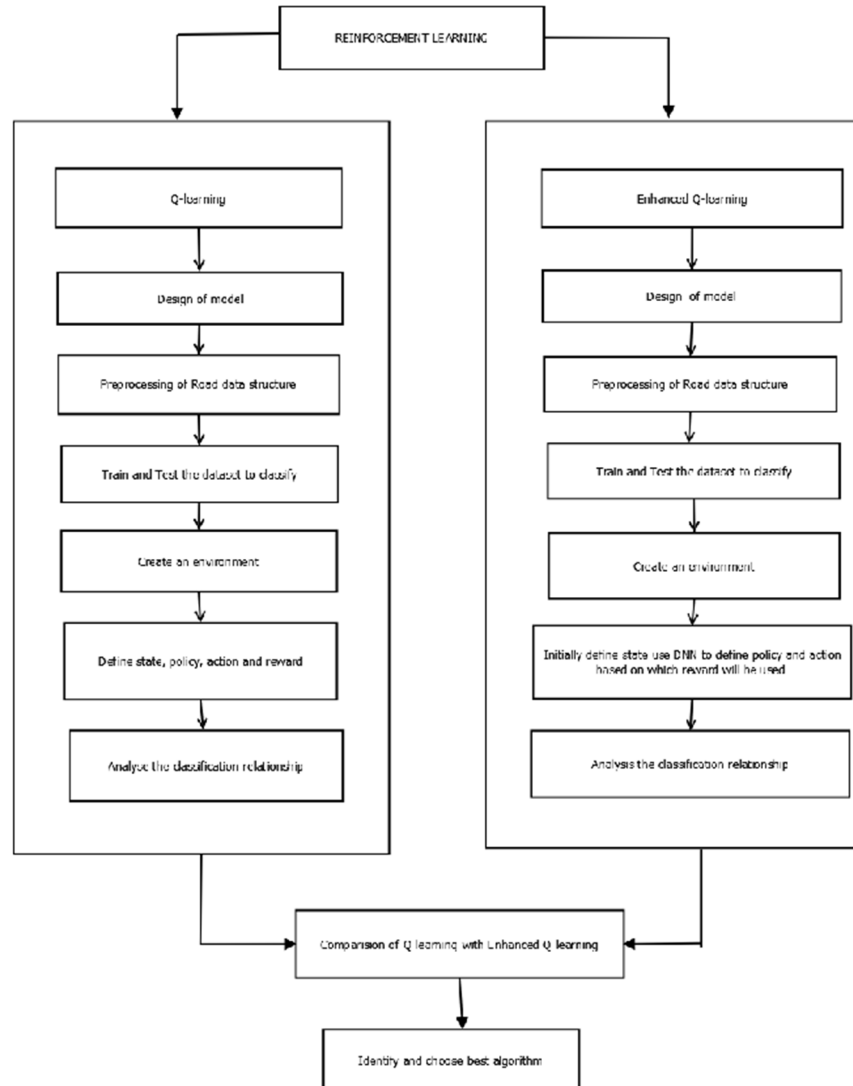 REINFORCEMENT LEARNING
Q-learning
Design of model
Preprocessing of Road data structure
Train and Test the dataset to classify
Create an environment
Define state, policy, action and reward
Analyse the classification relationship
Enhanced Q-learning
Design of model
Preprocessing of Road data structure
Train and Test the dataset to classify
Create an environment
Initially define state use DNN to define policy and action
based on which reward will be used
Analysis the classification relationship
Comparision of Q learning with Enhanced Q learning
Identity and choose best algorithm